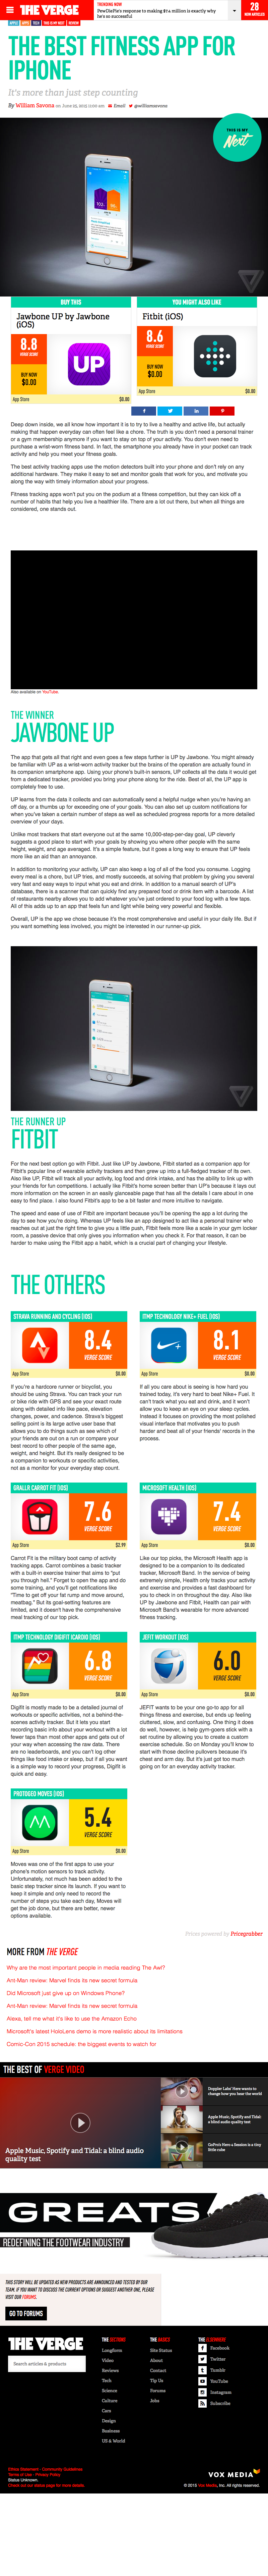 THE VERGE
TRENDING NOW
PewDiePie's response to making $7.4 million is exactly why he's so successful
28
NEW ARTICLES
APPLE APPS TECH THIS IS MY NEXT REVIEW
THE BEST FITNESS APP FOR IPHONE
It's more than just step counting
By William Savona on June 25, 2015 11:00 am Email @williamsavona
THIS IS MY
Next
BUY THIS
Jawbone UP by Jawbone (iOS)
8.8
VERGE SCORE
BUY NOW
$0.00
UP
App Store $0.00
YOU MIGHT ALSO LIKE
Fitbit (iOS)
8.6
VERGE SCORE
BUY NOW
$0.00
App Store $0.00
Deep down inside, we all know how important it is to live a healthy and active life, but actually
making that happen everyday can often feel like a chore. The truth is you don't need a personal trainer
or a gym membership anymore if you want to stay on top of your activity. You don't even need to
purchase a wrist-worn fitness band. In fact, the smartphone you already have in your pocket can track
activity and help you meet your fitness goals.
The best activity tracking apps use the motion detectors built into your phone and don't rely on any
additional hardware. They make it easy to set and monitor goals that work for you, and motivate you
along the way with timely information about your progress.
Fitness tracking apps won't put you on the podium at a fitness competition, but they can kick off a
number of habits that help you live a healthier life. There are a lot out there, but when all things are
considered, one stands out.
Also available on YouTube.
THE WINNER
JAWBONE UP
The app that gets all that right and even goes a few steps further is UP by Jawbone. You might already
be familiar with UP as a wrist-worn activity tracker but the brains of the operation are actually found in
its companion smartphone app. Using your phone's built-in sensors, UP collects all the data it would get
from a dedicated tracker, provided you bring your phone along for the ride. Best of all, the UP app is
completely free to use.
UP learns from the data it collects and can automatically send a helpful nudge when you're having an
off day, or a thumbs up for exceeding one of your goals. You can also set up custom notifications for
when you've taken a certain number of steps as well as deliver scheduled progress reports for a more detailed
overview.
Unlike most trackers that start everyone out at the same 10,000-step-per-day goal, UP cleverly
suggests a good place to start with your goals by showing you how other people with the same
height, weight, and age stack up. It's a simple feature, but it goes a long way to ensure that UP feels
more like an aid than an annoyance.
In addition to monitoring your activity, UP can also keep a log of all of the food you consume. Logging
every meal is a chore, but UP tries, and mostly succeeds, at solving that problem by giving you several
very fast and easy ways to input what you eat and drink. In addition to a manual search of UP's
database, there is a scanner that can quickly find any prepared food or drink item with a barcode. A list
of restaurants nearby allows you to add whatever you've just ordered to your food log with a few taps.
All of these options are super fast and lightweight while being very powerful and flexible.
Overall, UP is the app we chose because it's the most comprehensive and useful in your daily life. But if
you want something less involved, you might be interested in our runner-up pick.
THE RUNNER UP
FITBIT
For the next best option go with Fitbit. Just like UP by Jawbone, Fitbit started as a companion app for
its wrist-worn and clip-on activity trackers and then grew up into a full-fledged tracker of its own.
Also like UP, Fitbit will track all your activity, log food and drink intake, and has the ability to link up with
your friends for fun competitions. I actually like Fitbit's home screen better than UP's because it lays out
more information on the screen in an easily glanceable page that has all the details I care about in one
easy to find place. I also found Fitbit's app to be a bit faster and more intuitive to navigate.
The speed and ease of use of Fitbit are important because you'll be opening the app a lot during the
day to see how you're doing. Whereas UP feels like an app designed to act like a personal trainer who
reaches out at just the right time to give you a little push, Fitbit feels more like a scale in your locker
room, a passive device that only gives you information when you check it. For that reason, it can be
harder to make using the Fitbit app a habit, which is a crucial part of changing your lifestyle.
THE OTHERS
STRAVA RUNNING AND CYCLING (IOS)
8.4
VERGE SCORE
App Store $0.00
If you're a hardcore runner or bicyclist, you
should take a look at Strava. You can track your run
or bike ride with GPS and see your exact route
along with detailed info like pace, elevation
changes, power, and cadence. Strava's biggest
selling point is its strong social aspect, which
allows you to do things such as see which of
your friends are out on a run or compare your
best record to other people of the same age,
weight, and height. But it's really designed to be
a companion for workouts or specific activities,
not as a monitor for your everyday step count.
ITMP TECHNOLOGY NIKE+ FUEL (IOS)
8.1
VERGE SCORE
App Store $0.00
If all you care about is seeing is how well you
trained today, it's very hard to best Nike+ Fuel. It
can't track what you eat and drink, and it won't
allow you to keep an eye on your sleep cycles.
Instead it focuses on providing the most polished
and intuitive interface that motivates you to push
harder and beat all of your friends' records in the
process.
GRALLR CARROT FIT (IOS)
7.6
VERGE SCORE
App Store $2.99
Carrot Fit is the military boot camp of activity
tracking apps. Carrot combines a basic tracker
with a built-in exercise trainer that aims to "put
you through hell." Forget to open the app and do
some training, and you'll get notifications like
"Time to get off your ass and move your ass around,
meatbag." But its goal-setting features are
limited, and it doesn't have the comprehensive
meal tracking of our top pick.
MICROSOFT HEALTH (IOS)
7.4
VERGE SCORE
App Store $0.00
Like our top picks, the Microsoft Health app is
designed to be a companion to its dedicated
tracker, Microsoft Band. In the service of being
complete, Health not only tracks your activity
and exercise and provides a fast dashboard for
motivating you throughout the day. Also like
UP by Jawbone and Fitbit, Health can pair with
Microsoft Band's wearable for more advanced
fitness tracking.
ITMP TECHNOLOGY DIGIFIT ICARDIO (IOS)
6.8
VERGE SCORE
App Store $0.00
Digifit is mostly made to be a detailed journal of
workouts or specific activities, not a behind-the-
scenes activity tracker. But it lets you start
tracking faster than most other apps and gets out of
your way when accessing the raw data. There
are no leaderboards, and you can't log other
vitals like food intake or sleep, but if all you want
is a simple way to record your progress, Digifit is
quick and easy.
JEFIT WORKOUT (IOS)
6.0
VERGE SCORE
App Store $0.00
JEFIT wants to be your one go-to app for all
things fitness and exercise, but ends up feeling
cluttered, slow, and confusing. One thing it does
do well, however, is help gym-goers stick with a
set routine by allowing you to create a weekly
exercise schedule. So on Monday you'll know to
start with those decline pullovers because it's
chest and arm day. But it's just got too much
going on for an everyday activity tracker.
PROTOGEO MOVES (IOS)
5.4
VERGE SCORE
App Store $0.00
Moves was one of the first apps to use your
phone's motion sensors to track activity.
Unfortunately, not much has been added to the
basic step tracker since its launch. If you want to
keep it simple and only need to record the
number of steps you take each day, Moves will
get the job done, but there are better, newer
options available.
Prices powered by Pricegrabber
MORE FROM THE VERGE
Why are the most important people in media reading The Awl?
Ant-Man review: Marvel finds its new secret formula
Did Microsoft just give up on Windows Phone?
Ant-Man review: Marvel finds its new secret formula
Alexa, tell me what it's like to use the Amazon Echo
Microsoft's latest HoloLens demo is more realistic about its limitations
Comic-Con 2015 schedule: the biggest events to watch for
THE BEST OF VERGE VIDEO
Apple Music, Spotify and Tidal: a blind audio quality test
Doppler Labs' Here wants to change how you hear the world
Apple Music, Spotify and Tidal: a blind audio quality test
GoPro's Hero 4 Session is a tiny little cube
GREATS
REDEFINING THE FOOTWEAR INDUSTRY
THIS STORY WILL BE UPDATED AS NEW PRODUCTS ARE ANNOUNCED AND TESTED BY OUR
TEAM. IF YOU WANT TO DISCUSS THE CURRENT OPTIONS OR SUGGEST ANOTHER ONE, PLEASE
VISIT OUR FORUMS.
GO TO FORUMS
THE VERGE
Search articles & products
THE SECTIONS
Longform
Video
Reviews
Tech
Science
Culture
Cars
Design
Business
US & World
THE BASICS
Site Status
About
Contact
Tip Us
Forums
Jobs
Facebook
Twitter
Tumblr
YouTube
Instagram
Subscribe
Ethics Statement · Community Guidelines
Terms of Use · Privacy Policy
Status Unknown.
Check out our status page for more details.
VOX MEDIA
© 2015 Vox Media, Inc. All rights reserved.